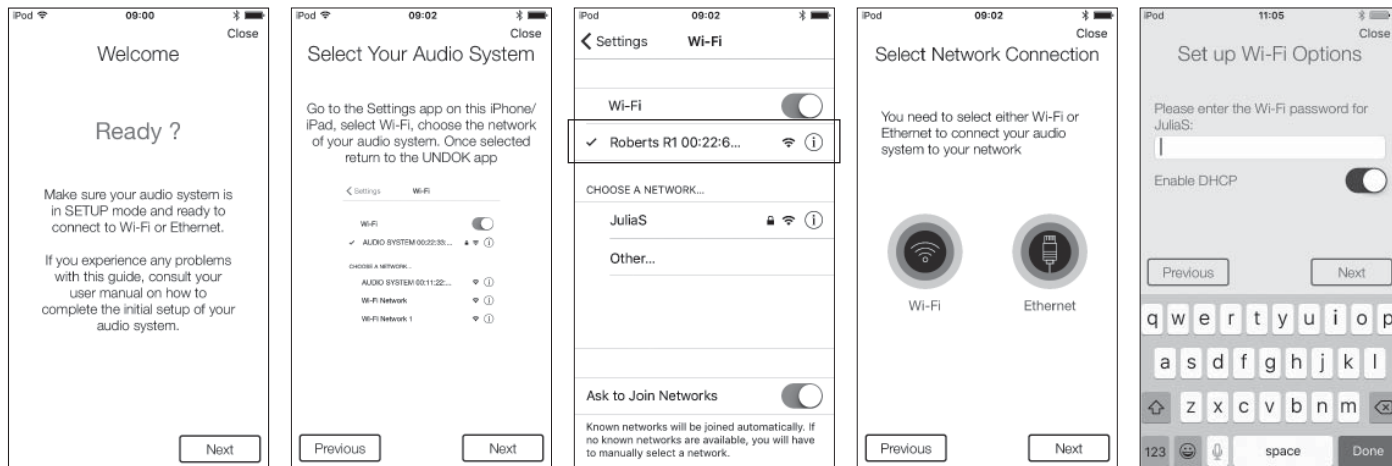 iPod 09:00
Close
Welcome
Ready ?
Make sure your audio system is
in SETUP mode and ready to
connect to Wi-Fi or Ethernet.
If you experience any problems
with this guide, consult your
user manual on how to
complete the initial setup of your
audio system.
Next
iPod 09:02
Close
Select Your Audio System
Go to the Settings app on this iPhone/
iPad, select Wi-Fi, choose the network
of your audio system. Once selected
return to the UNDOK app
Settings Wi-Fi
Wi-Fi
AUDIO SYSTEM 00:22:33:...
CHOOSE A NETWORK...
AUDIO SYSTEM 00:11:22:...
Wi-Fi Network
Wi-Fi Network 1
Previous Next
iPod 09:02
Settings Wi-Fi
Wi-Fi
Roberts R1 00:22:6...
CHOOSE A NETWORK...
JuliaS
Other...
Ask to Join Networks
Known networks will be joined automatically. If
no known networks are available, you will have
to manually select a network.
iPod 09:02
Close
Select Network Connection
You need to select either Wi-Fi or
Ethernet to connect your audio
system to your network
Wi-Fi Ethernet
Previous Next
iPod 11:05
Close
Set up Wi-Fi Options
Please enter the Wi-Fi password for
JuliaS:
Enable DHCP
Previous Next
q w e r t y u i o p
a s d f g h j k l
z x c v b n m
123 space Done